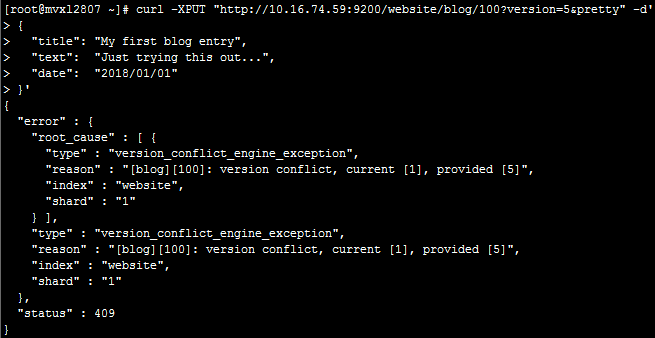 [root@mvxl2807 ~]# curl -XPUT "http://10.16.74.59:9200/website/blog/100?version=5&pretty" -d'
> {
>   "title": "My first blog entry",
>   "text":  "Just trying this out...",
>   "date":  "2018/01/01"
> }'
{
  "error" : {
    "root_cause" : [ {
      "type" : "version_conflict_engine_exception",
      "reason" : "[blog][100]: version conflict, current [1], provided [5]",
      "index" : "website",
      "shard" : "1"
    } ],
    "type" : "version_conflict_engine_exception",
    "reason" : "[blog][100]: version conflict, current [1], provided [5]",
    "index" : "website",
    "shard" : "1"
  },
  "status" : 409
}